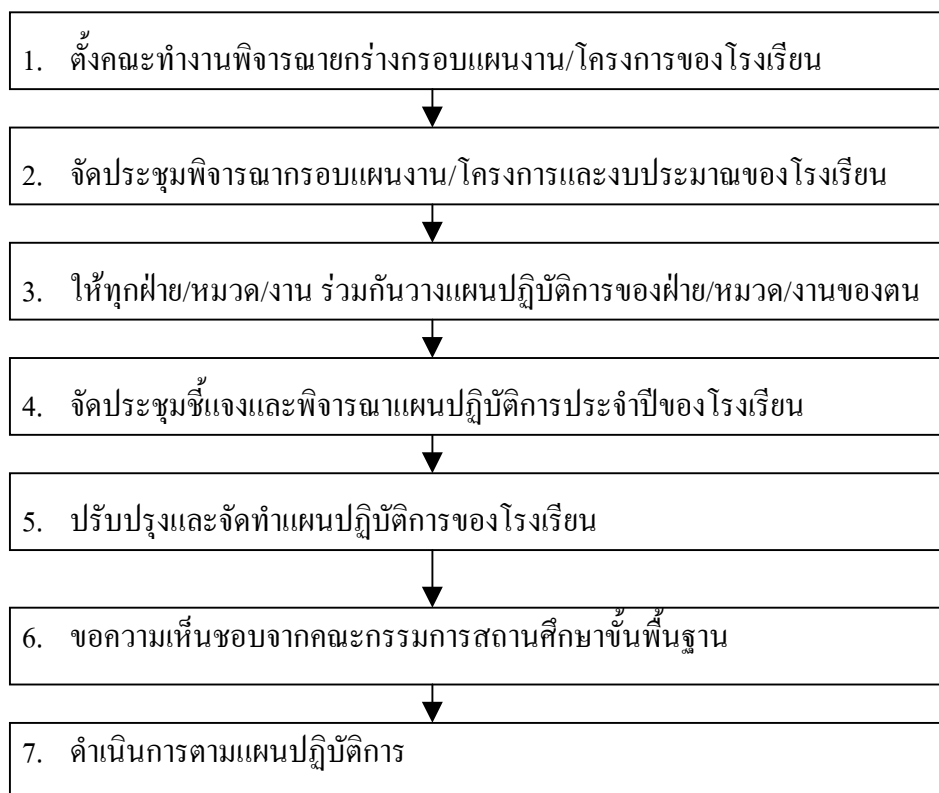 1. ตั้งคณะทำงานพิจารณายกร่างกรอบแผนงาน/โครงการของโรงเรียน
2. จัดประชุมพิจารณากรอบแผนงาน/โครงการและงบประมาณของโรงเรียน
3. ให้ทุกฝ่าย/หมวด/งาน ร่วมกันวางแผนปฏิบัติการของฝ่าย/หมวด/งานของตน
4. จัดประชุมชี้แจงและพิจารณาแผนปฏิบัติการประจำปีของโรงเรียน
5. ปรับปรุงและจัดทำแผนปฏิบัติการของโรงเรียน
6. ขอความเห็นชอบจากคณะกรรมการสถานศึกษาขั้นพื้นฐาน
7. ดำเนินการตามแผนปฏิบัติการ